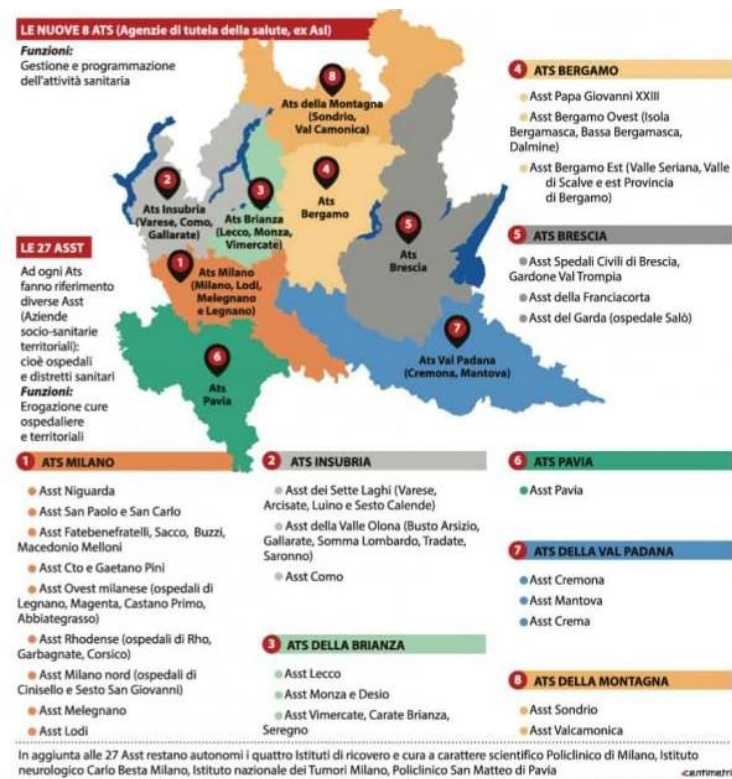 LE NUOVE 8 ATS (Agenzie di tutela della salute, ex Asl)
Funzioni:
Gestione e programmazione
dell'attività sanitaria
8
Ats della Montagna
(Sondrio,
Val Camonica)
2
Ats Insubria
(Varese, Como,
Gallarate)
3
Ats Brianza
(Lecco, Monza,
Vimercate)
4
Ats
Bergamo
5
Ats
Brescia
1
Ats Milano
(Milano, Lodi,
Melegnano
e Legnano)
6
Ats
Pavia
7
Ats Val Padana
(Cremona, Mantova)
LE 27 ASST
Ad ogni Ats
fanno riferimento
diverse Asst
(Aziende
socio-sanitarie
territoriali):
cioè ospedali
e distretti sanitari
Funzioni:
Erogazione cure
ospedaliere
e territoriali
4 ATS BERGAMO
Asst Papa Giovanni XXIII
Asst Bergamo Ovest (Isola
Bergamasca, Bassa Bergamasca,
Dalmine)
Asst Bergamo Est (Valle Seriana, Valle
di Scalve e est Provincia
di Bergamo)
5 ATS BRESCIA
Asst Spedali Civili di Brescia,
Gardone Val Trompia
Asst della Franciacorta
Asst del Garda (ospedale Salò)
1 ATS MILANO
Asst Niguarda
Asst San Paolo e San Carlo
Asst Fatebenefratelli, Sacco, Buzzi,
Macedonio Melloni
Asst Cto e Gaetano Pini
Asst Ovest milanese (ospedali di
Legnano, Magenta, Castano Primo,
Abbiategrasso)
Asst Rhodense (ospedali di Rho,
Garbagnate, Corsico)
Asst Milano nord (ospedali di
Cinisello e Sesto San Giovanni)
Asst Melegnano
Asst Lodi
2 ATS INSUBRIA
Asst dei Sette Laghi (Varese,
Arcisate, Luino e Sesto Calende)
Asst della Valle Olona (Busto Arsizio,
Gallarate, Somma Lombardo, Tradate,
Saronno)
Asst Como
3 ATS DELLA BRIANZA
Asst Lecco
Asst Monza e Desio
Asst Vimercate, Carate Brianza,
Seregno
6 ATS PAVIA
Asst Pavia
7 ATS DELLA VAL PADANA
Asst Cremona
Asst Mantova
Asst Crema
8 ATS DELLA MONTAGNA
Asst Sondrio
Asst Valcamonica
In aggiunta alle 27 Asst restano autonomi i quattro Istituti di ricovero e cura a carattere scientifico Policlinico di Milano, Istituto
neurologico Carlo Besta Milano, Istituto nazionale dei Tumori Milano, Policlinico San Matteo di Pavia
centimetri